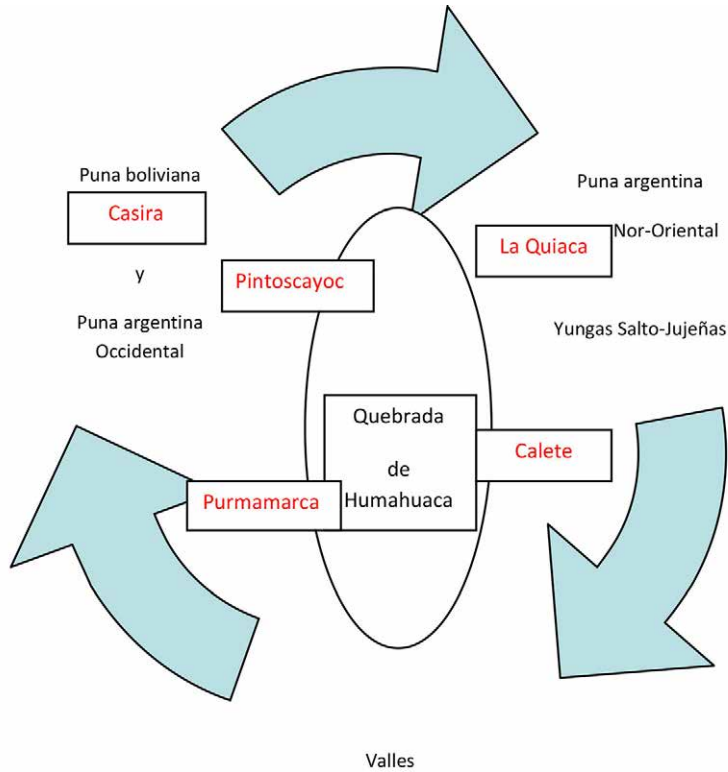 Puna boliviana
Casira
y
Puna argentina
Occidental
Pintoscayoc
Puna argentina
La Quiaca
Nor-Oriental
Yungas Salto-Jujeñas
Quebrada
de
Humahuaca
Calete
Purmamarca
Valles